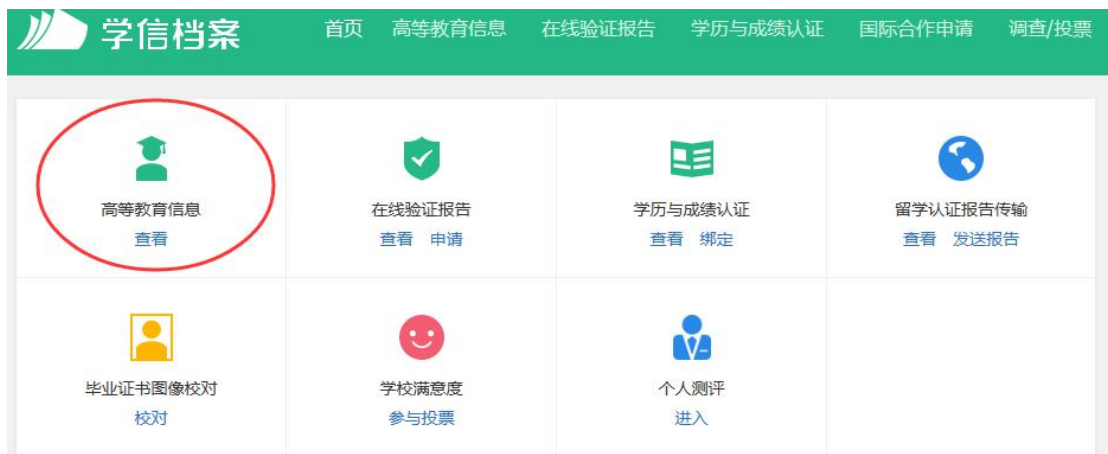 学信档案 首页 高等教育信息 在线验证报告 学历与成绩认证 国际合作申请 调查/投票
高等教育信息 在线验证报告 学历与成绩认证 留学认证报告传输
查看 查看 申请 查看 绑定 查看 发送报告
毕业证书图像校对 学校满意度 个人测评
校对 参与投票 进入